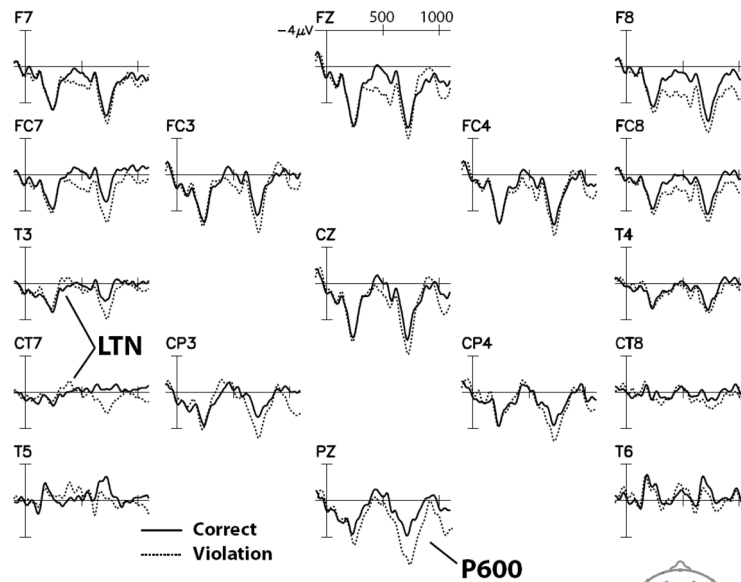 F7
FZ
500
1000
F8
−4μV
FC7
FC3
FC4
FC8
T3
CZ
T4
LTN
CT7
CP3
CP4
CT8
T5
PZ
T6
Correct
Violation
P600